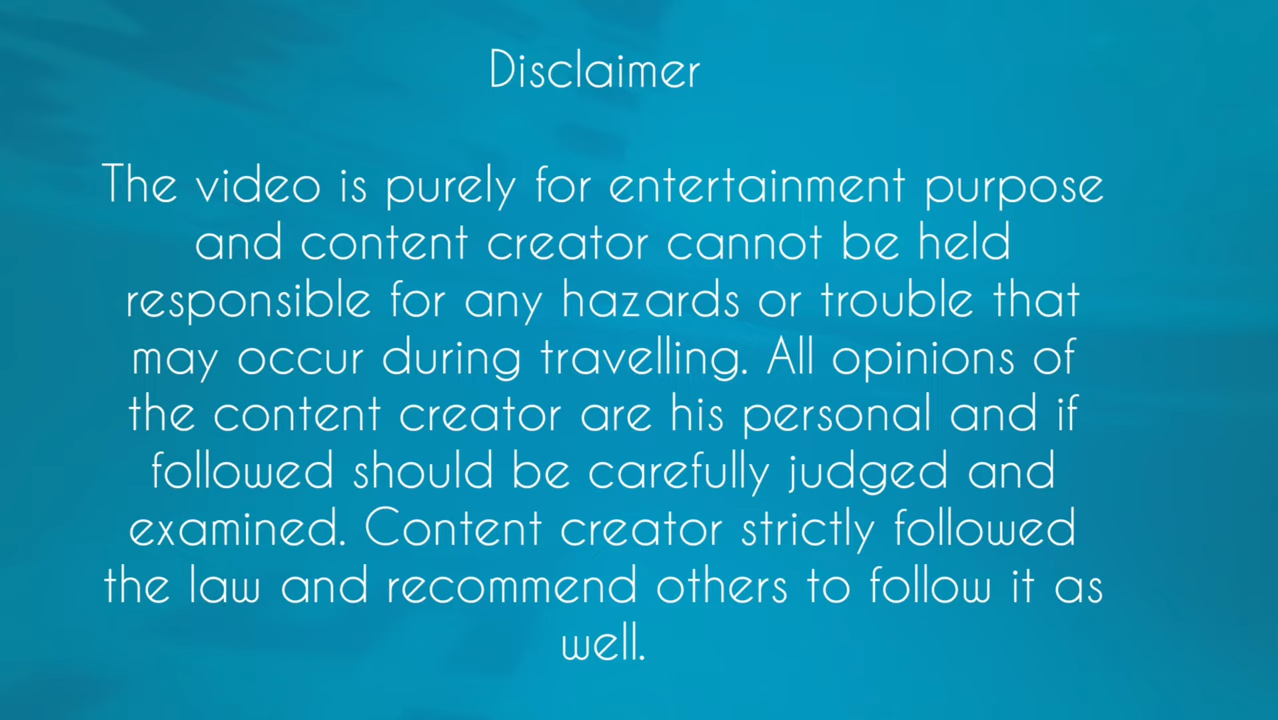 Disclaimer
The video is purely for entertainment purpose
and content creator cannot be held
responsible for any hazards or trouble that
may occur during travelling. All opinions of
the content creator are his personal and if
followed should be carefully judged and
examined. Content creator strictly followed
the law and recommend others to follow it as
well.